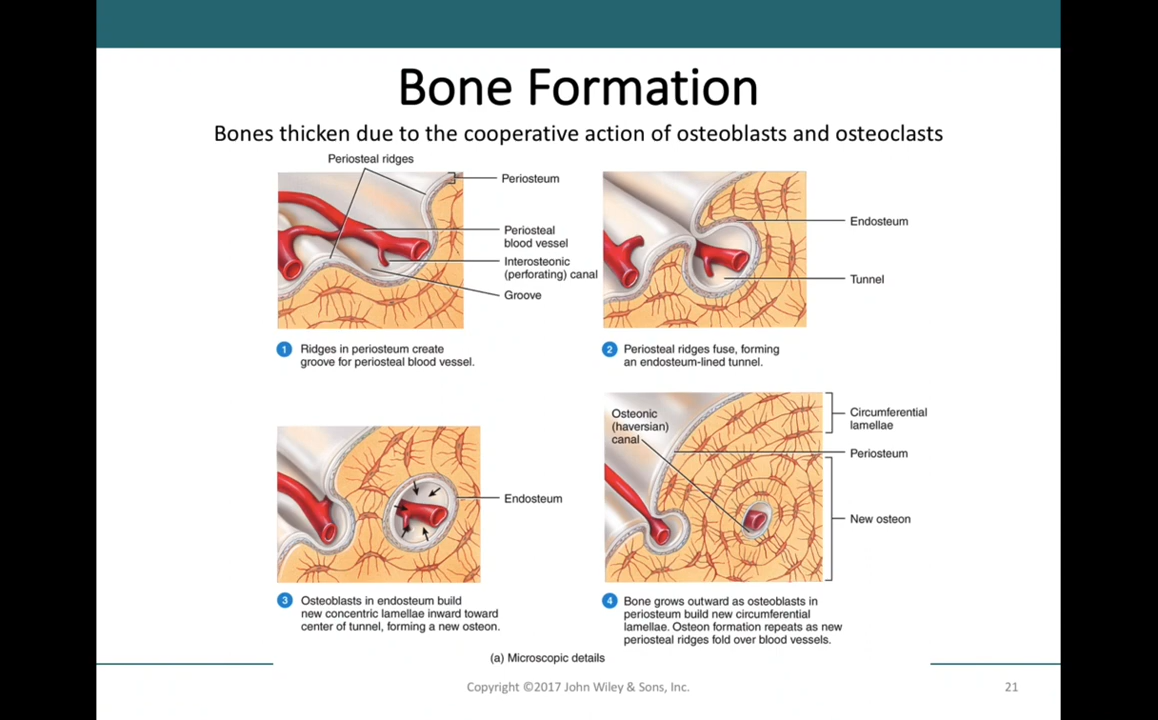 Bone Formation
Bones thicken due to the cooperative action of osteoblasts and osteoclasts
Periosteal ridges
Periosteum
Periosteal
blood vessel
Interosteonic
(perforating) canal
Groove
1 Ridges in periosteum create
groove for periosteal blood vessel.
Endosteum
Tunnel
2 Periosteal ridges fuse, forming
an endosteum-lined tunnel.
Endosteum
3 Osteoblasts in endosteum build
new concentric lamellae inward toward
center of tunnel, forming a new osteon.
Osteonic
(haversian)
canal
Circumferential
lamellae
Periosteum
New osteon
4 Bone grows outward as osteoblasts in
periosteum build new circumferential
lamellae. Osteon formation repeats as new
periosteal ridges fold over blood vessels.
(a) Microscopic details
Copyright ©2017 John Wiley & Sons, Inc.
21